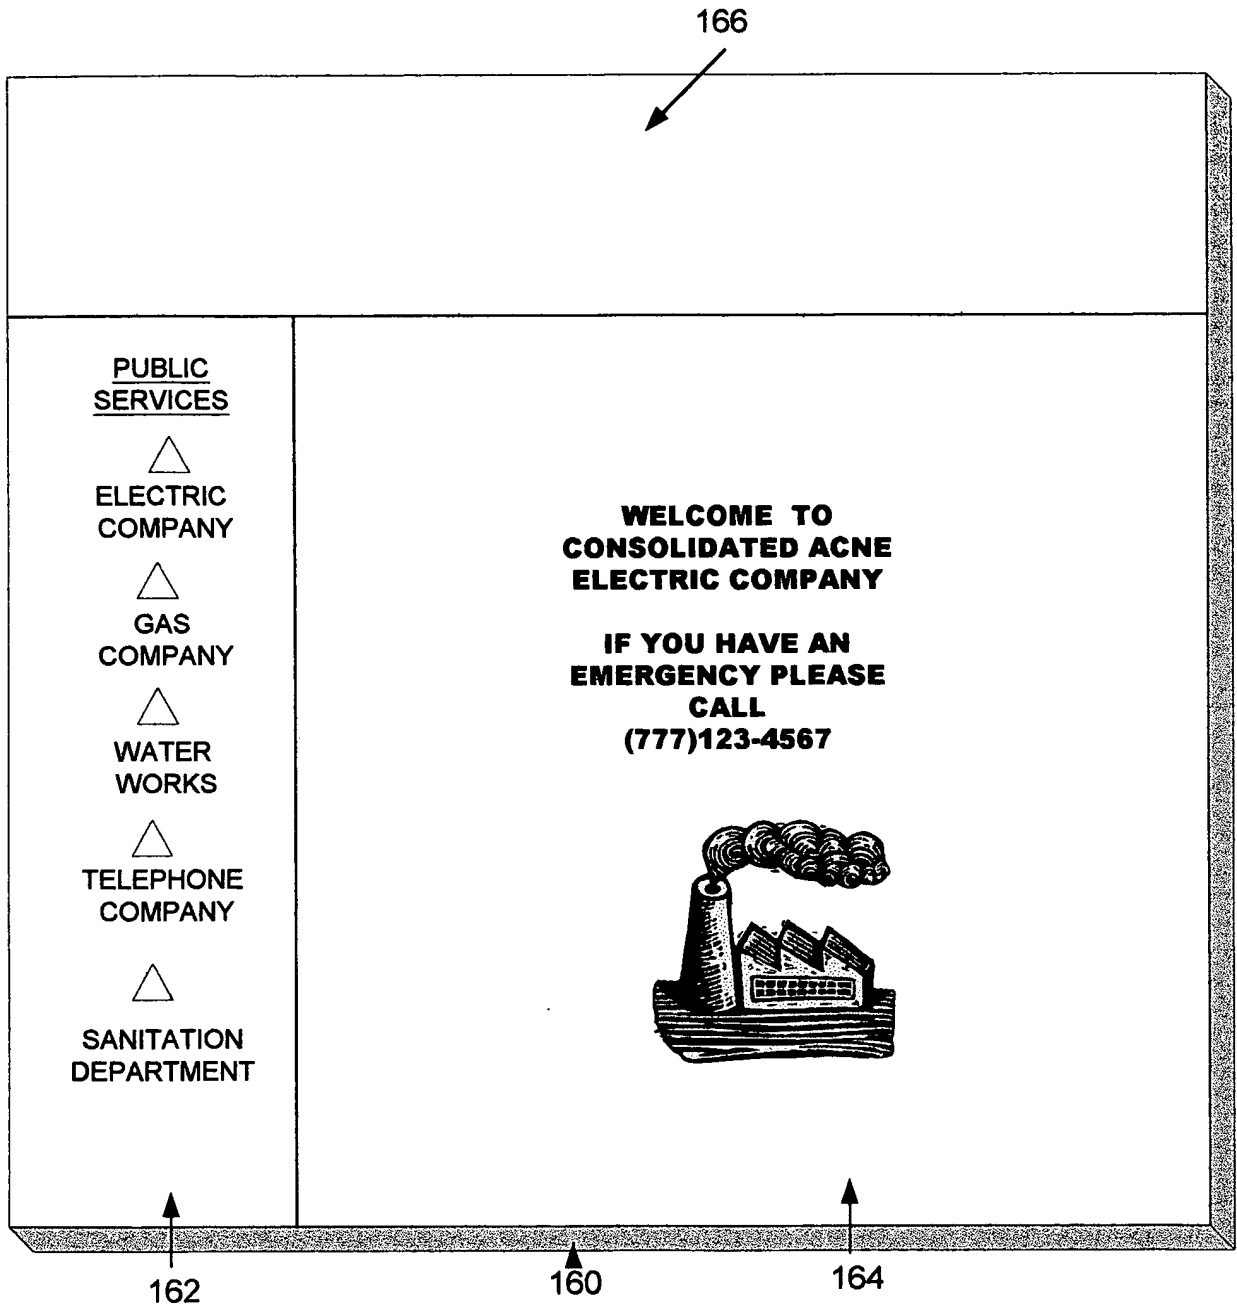 166
PUBLIC
SERVICES
ELECTRIC
COMPANY
GAS
COMPANY
WATER
WORKS
TELEPHONE
COMPANY
SANITATION
DEPARTMENT
WELCOME TO
CONSOLIDATED ACNE
ELECTRIC COMPANY
IF YOU HAVE AN
EMERGENCY PLEASE
CALL
(777)123-4567
162
160
164